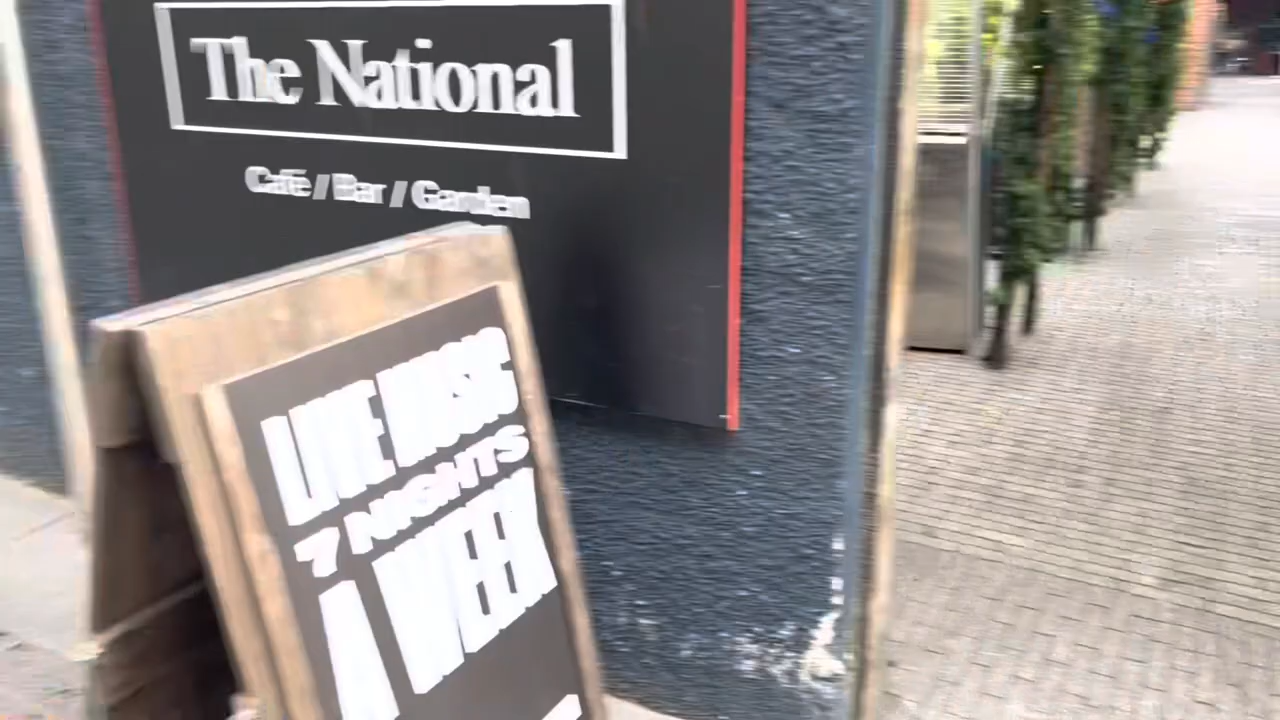 The National
Café / Bar / Garden
LIVE MUSIC
7 NIGHTS
A WEEK